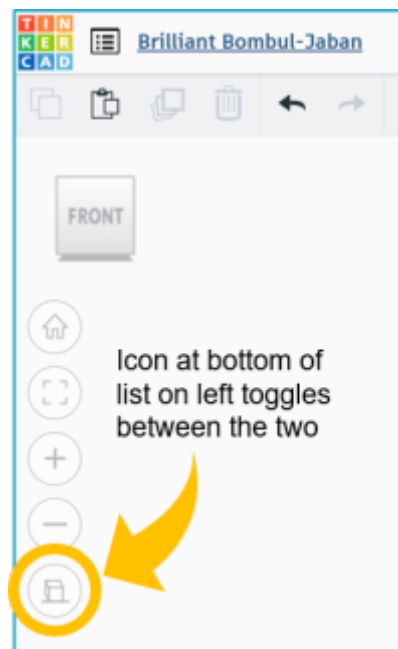 TIN
KER
CAD
Brilliant Bombul-Jaban
FRONT
Icon at bottom of
list on left toggles
between the two